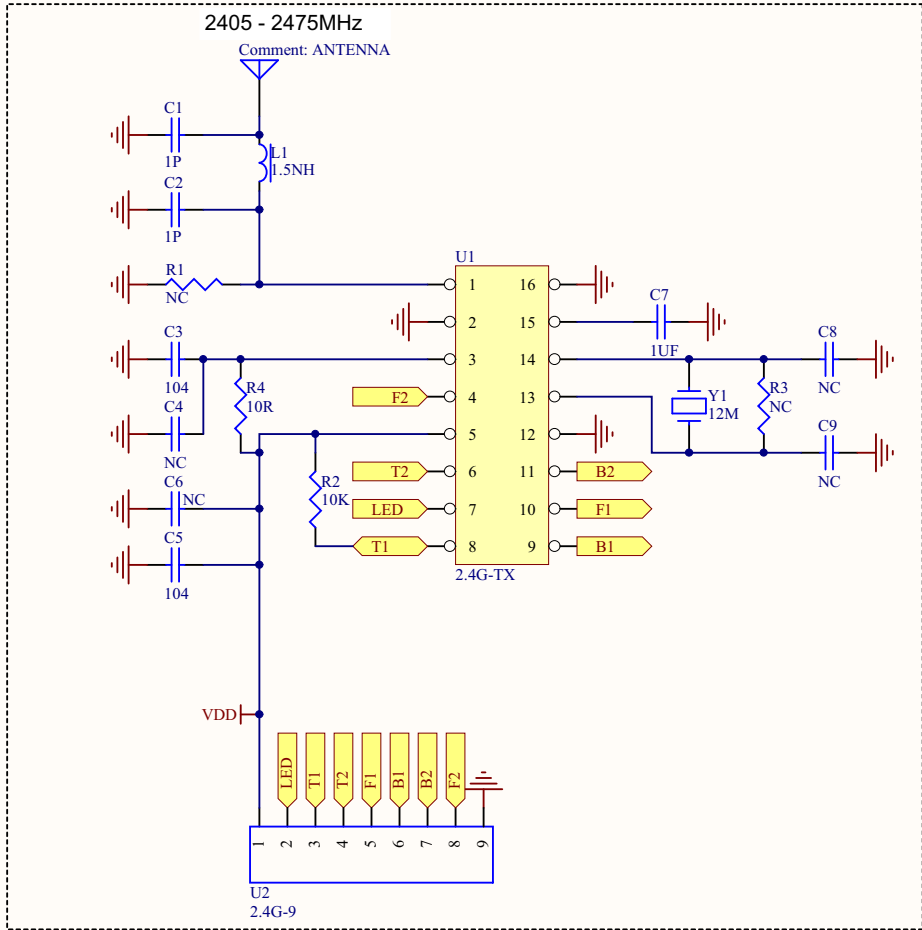 2405 - 2475MHz
Comment: ANTENNA
C1
1P
L1
1.5NH
C2
1P
R1
NC
U1
1
2
3
4
5
6
7
8
16
15
14
13
12
11
10
9
2.4G-TX
C3
104
R4
10R
C4
NC
C6
NC
C5
104
R2
10K
F2
T2
LED
T1
C7
1UF
C8
NC
Y1
12M
R3
NC
C9
NC
B2
F1
B1
VDD
LED
T1
T2
F1
B1
B2
F2
1
2
3
4
5
6
7
8
9
U2
2.4G-9